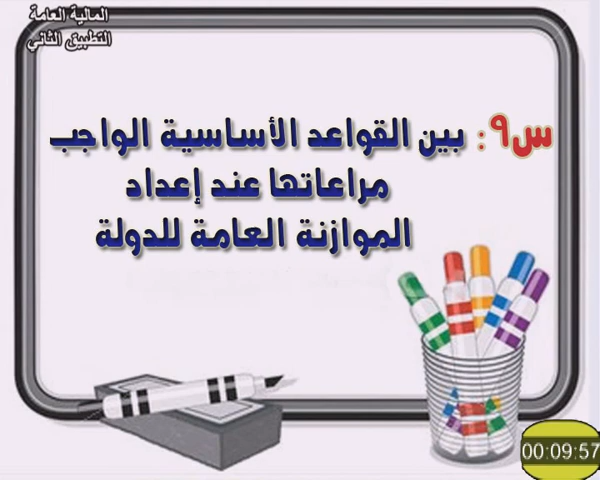 المالية العامة
التطبيق الثاني
س٩: بين القواعد الأساسية الواجب
مراعاتها عند إعداد
الموازنة العامة للدولة
00:09:57